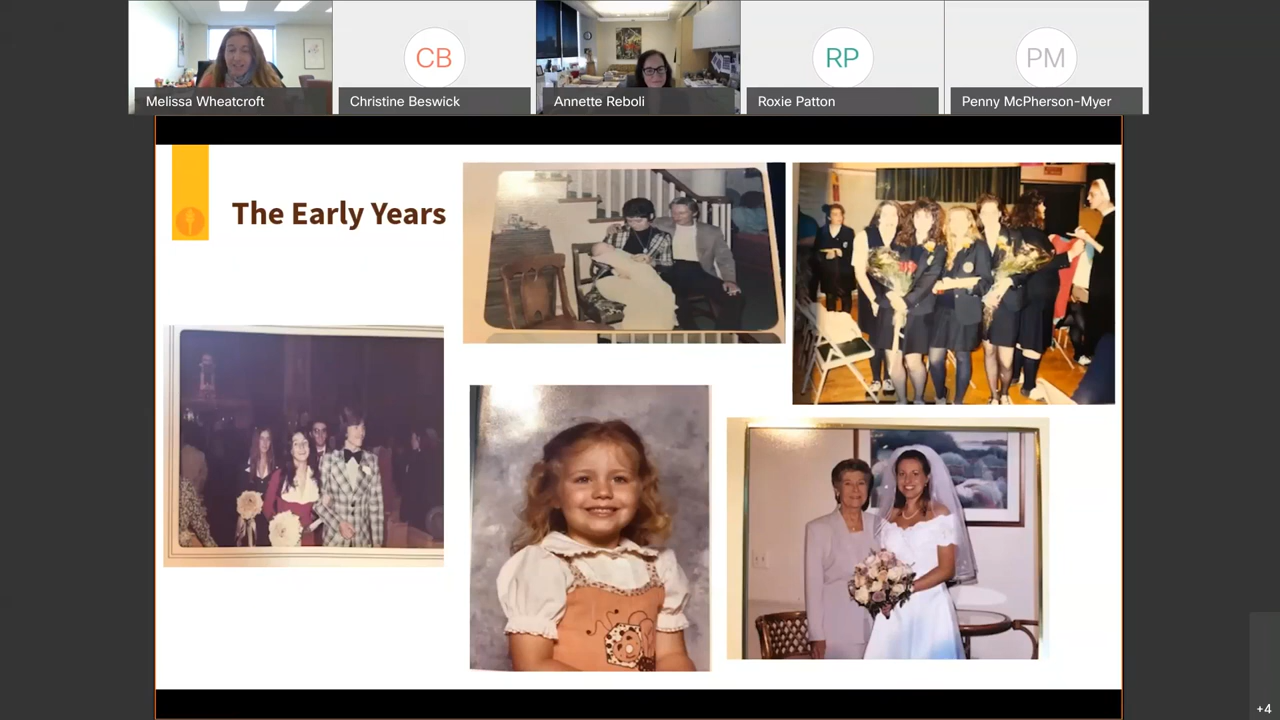 Melissa Wheatcroft
CB
Christine Beswick
Annette Reboli
RP
Roxie Patton
PM
Penny McPherson-Myer
The Early Years
+4